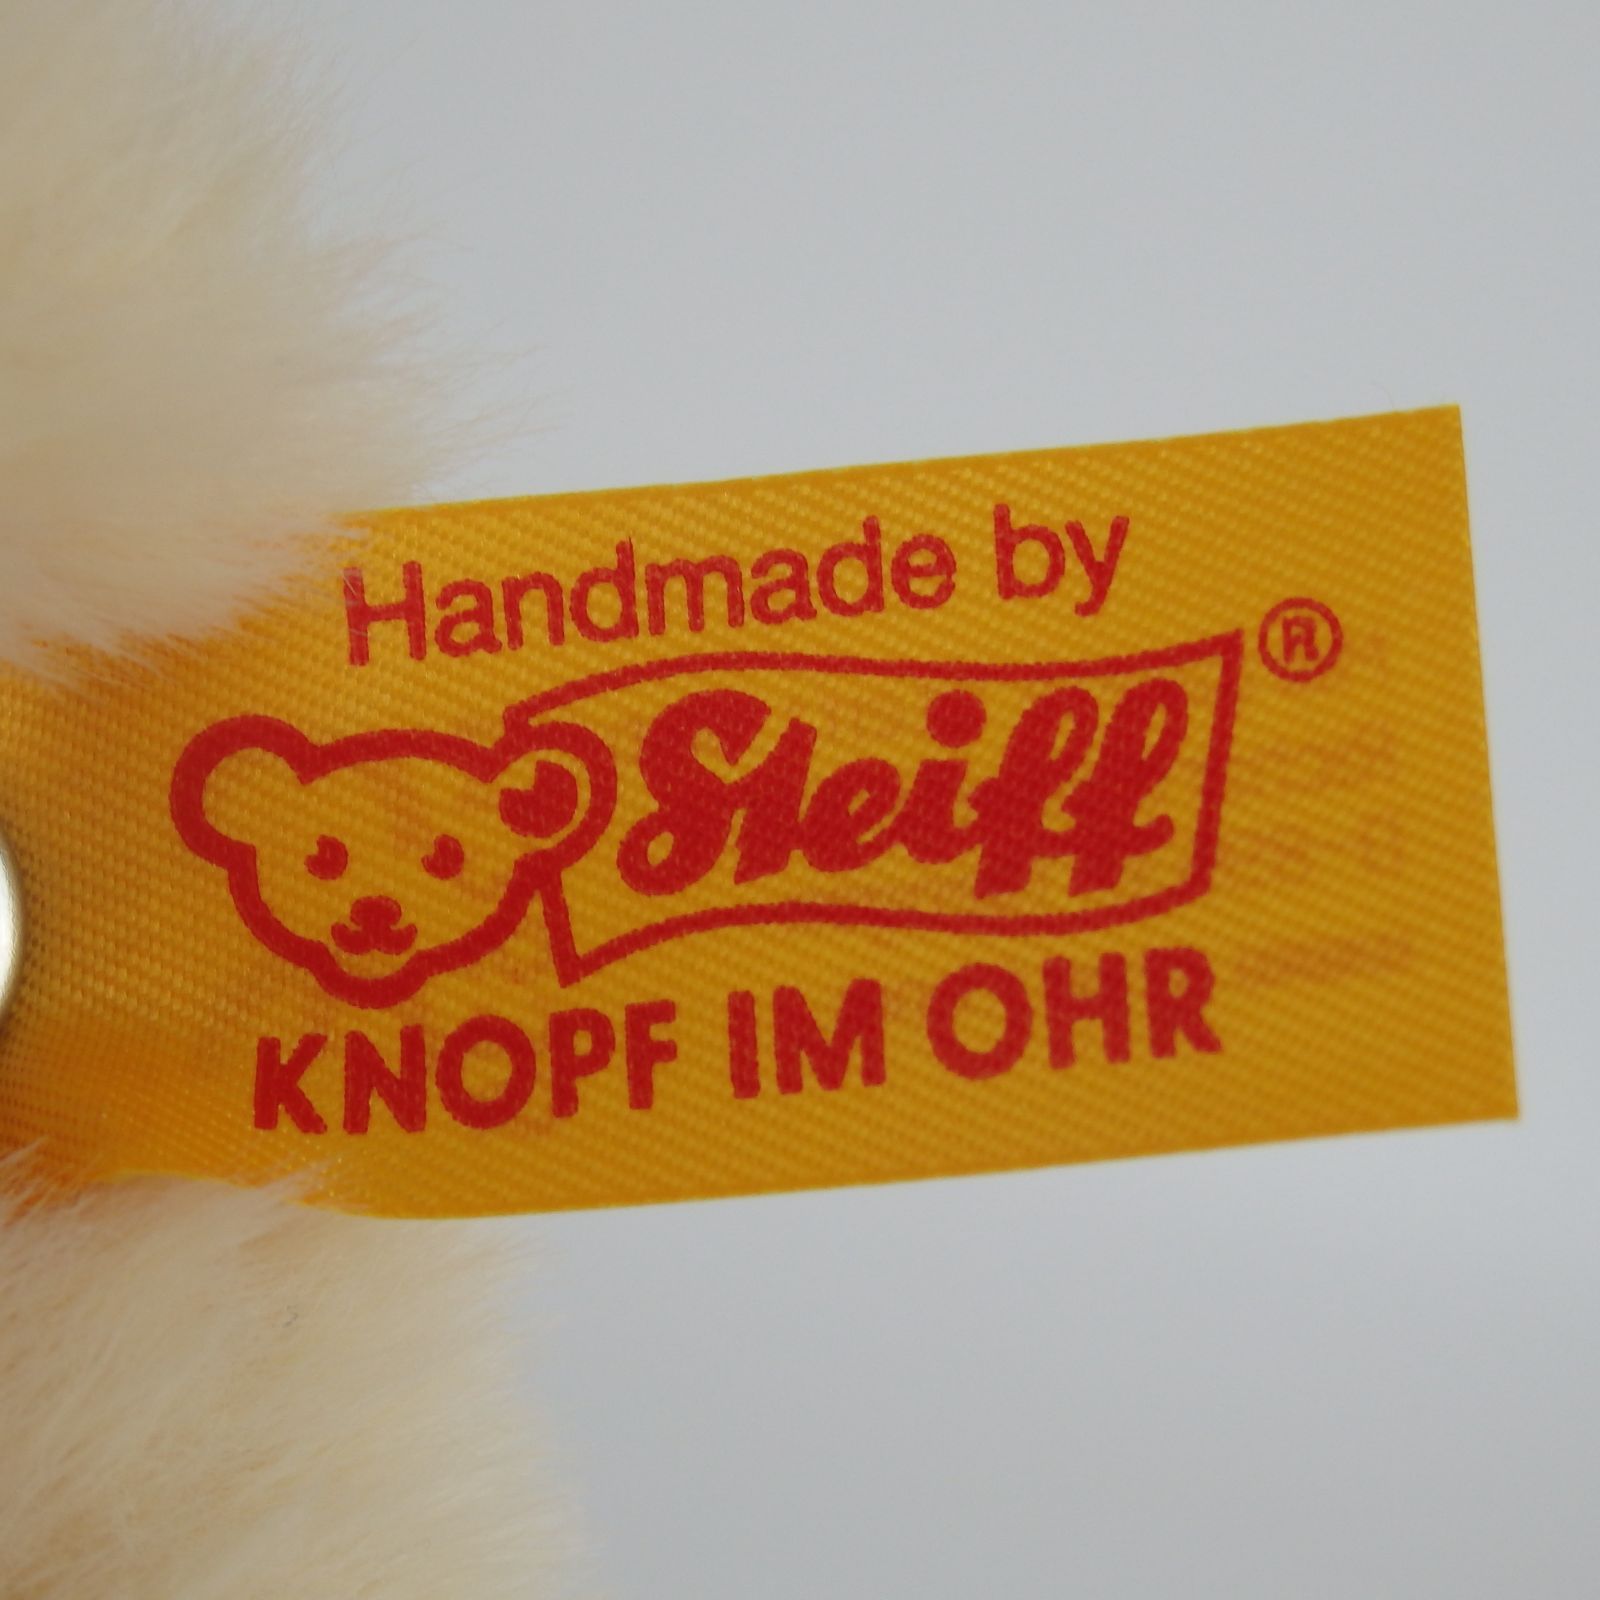 Handmade by
Steiff ®
KNOPF IM OHR